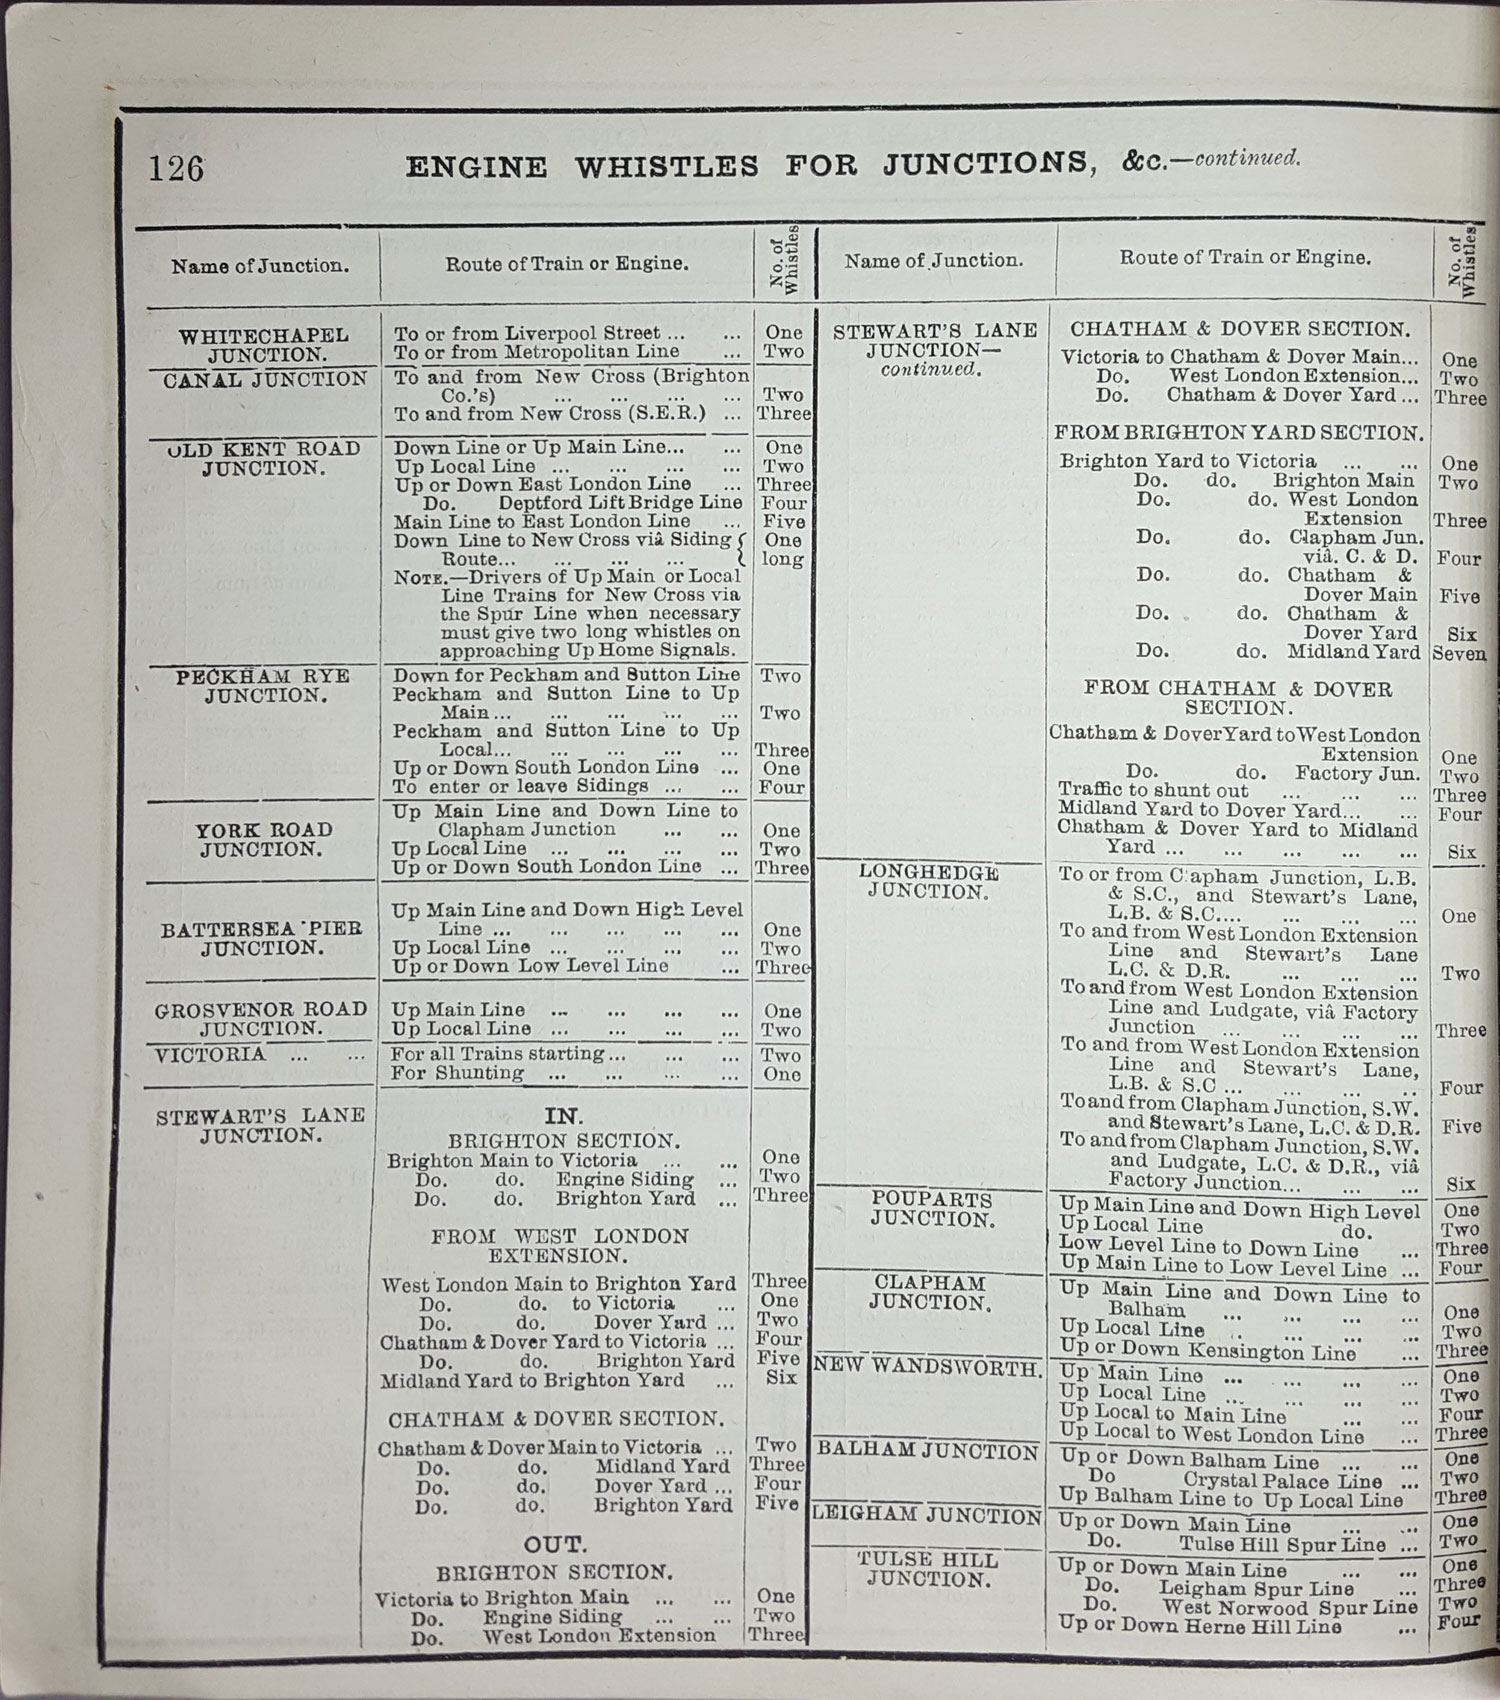 126
ENGINE WHISTLES FOR JUNCTIONS, &c.—continued.
Name of Junction. Route of Train or Engine. No. of Whistles
WHITECHAPEL To or from Liverpool Street ... ... One
JUNCTION. To or from Metropolitan Line ... Two
CANAL JUNCTION To and from New Cross (Brighton
Co.'s) ... ... ... ... Two
To and from New Cross (S.E.R.) ... Three
OLD KENT ROAD Down Line or Up Main Line... ... One
JUNCTION. Up Local Line ... ... ... ... Two
Up or Down East London Line ... Three
Do. Deptford Lift Bridge Line Four
Main Line to East London Line ... Five
Down Line to New Cross viâ Siding { One
Route... ... ... ... long
NOTE.—Drivers of Up Main or Local
Line Trains for New Cross via
the Spur Line when necessary
must give two long whistles on
approaching Up Home Signals.
PECKHAM RYE Down for Peckham and Sutton Line Two
JUNCTION. Peckham and Sutton Line to Up
Main ... ... ... ... ... Two
Peckham and Sutton Line to Up
Local... ... ... ... ... Three
Up or Down South London Line ... One
To enter or leave Sidings ... ... Four
Up Main Line and Down Line to
YORK ROAD Clapham Junction ... ... One
JUNCTION. Up Local Line ... ... ... ... Two
Up or Down South London Line ... Three
Up Main Line and Down High Level
BATTERSEA PIER Line ... ... ... ... ... One
JUNCTION. Up Local Line ... ... ... ... Two
Up or Down Low Level Line ... Three
GROSVENOR ROAD Up Main Line ... ... ... ... One
JUNCTION. Up Local Line ... ... ... ... Two
VICTORIA ... ... For all Trains starting ... ... ... Two
For Shunting ... ... ... ... One
STEWART'S LANE IN.
JUNCTION. BRIGHTON SECTION.
Brighton Main to Victoria ... ... One
Do. do. Engine Siding ... Two
Do. do. Brighton Yard ... Three
FROM WEST LONDON
EXTENSION.
West London Main to Brighton Yard Three
Do. do. to Victoria ... One
Do. do. Dover Yard ... Two
Chatham & Dover Yard to Victoria ... Four
Do. do. Brighton Yard Five
Midland Yard to Brighton Yard ... Six
CHATHAM & DOVER SECTION.
Chatham & Dover Main to Victoria ... Two
Do. do. Midland Yard Three
Do. do. Dover Yard ... Four
Do. do. Brighton Yard Five
OUT.
BRIGHTON SECTION.
Victoria to Brighton Main ... ... One
Do. Engine Siding ... ... Two
Do. West London Extension Three
Name of Junction. Route of Train or Engine. No. of Whistles
STEWART'S LANE CHATHAM & DOVER SECTION.
JUNCTION— Victoria to Chatham & Dover Main... One
continued. Do. West London Extension... Two
Do. Chatham & Dover Yard ... Three
FROM BRIGHTON YARD SECTION.
Brighton Yard to Victoria ... ... One
Do. do. Brighton Main Two
Do. do. West London
Extension Three
Do. do. Clapham Jun.
viâ. C. & D. Four
Do. do. Chatham &
Dover Main Five
Do. do. Chatham &
Dover Yard Six
Do. do. Midland Yard Seven
FROM CHATHAM & DOVER
SECTION.
Chatham & Dover Yard to West London
Extension One
Do. do. Factory Jun. Two
Traffic to shunt out ... ... ... Three
Midland Yard to Dover Yard... ... Four
Chatham & Dover Yard to Midland
Yard ... ... ... ... ... Six
LONGHEDGE To or from Clapham Junction, L.B.
JUNCTION. & S.C., and Stewart's Lane,
L.B. & S.C.... ... ... ... One
To and from West London Extension
Line and Stewart's Lane
L.C. & D.R. ... ... ... Two
To and from West London Extension
Line and Ludgate, viâ Factory
Junction ... ... ... ... Three
To and from West London Extension
Line and Stewart's Lane,
L.B. & S.C ... ... ... ... Four
To and from Clapham Junction, S.W.
and Stewart's Lane, L.C. & D.R. Five
To and from Clapham Junction, S.W.
and Ludgate, L.C. & D.R., viâ
Factory Junction... ... ... Six
POUPARTS Up Main Line and Down High Level One
JUNCTION. Up Local Line do. Two
Low Level Line to Down Line ... Three
Up Main Line to Low Level Line ... Four
CLAPHAM Up Main Line and Down Line to
JUNCTION. Balham ... ... ... ... One
Up Local Line ... ... ... ... Two
Up or Down Kensington Line ... Three
NEW WANDSWORTH. Up Main Line ... ... ... ... One
Up Local Line ... ... ... ... Two
Up Local to Main Line ... ... Four
Up Local to West London Line ... Three
BALHAM JUNCTION Up or Down Balham Line ... ... One
Do Crystal Palace Line ... Two
Up Balham Line to Up Local Line Three
LEIGHAM JUNCTION Up or Down Main Line ... ... One
Do. Tulse Hill Spur Line ... Two
TULSE HILL Up or Down Main Line ... ... One
JUNCTION. Do. Leigham Spur Line ... Three
Do. West Norwood Spur Line Two
Up or Down Herne Hill Line ... Four